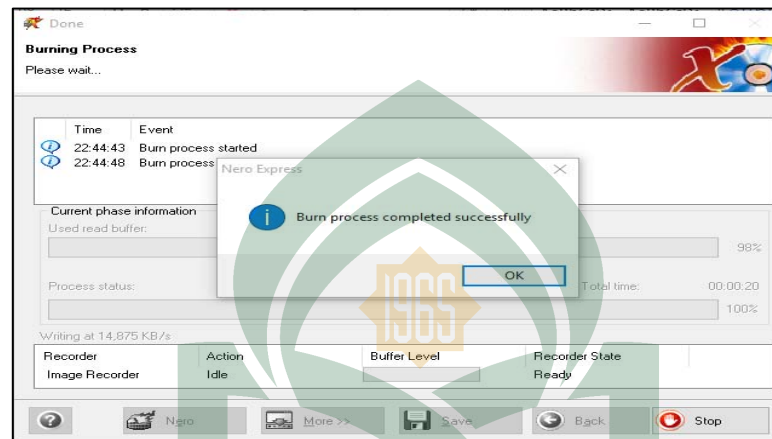 Done
Burning Process
Please wait...
Time Event
22:44:43 Burn process started
22:44:48 Burn process
Nero Express
Burn process completed successfully
OK
Current phase information
Used read buffer:
98%
Process status:
Total time: 00:00:20
100%
Writing at 14,875 KB/s
Recorder Action Buffer Level Recorder State
Image Recorder Idle Ready
Nero More >> Save Back Stop
1965